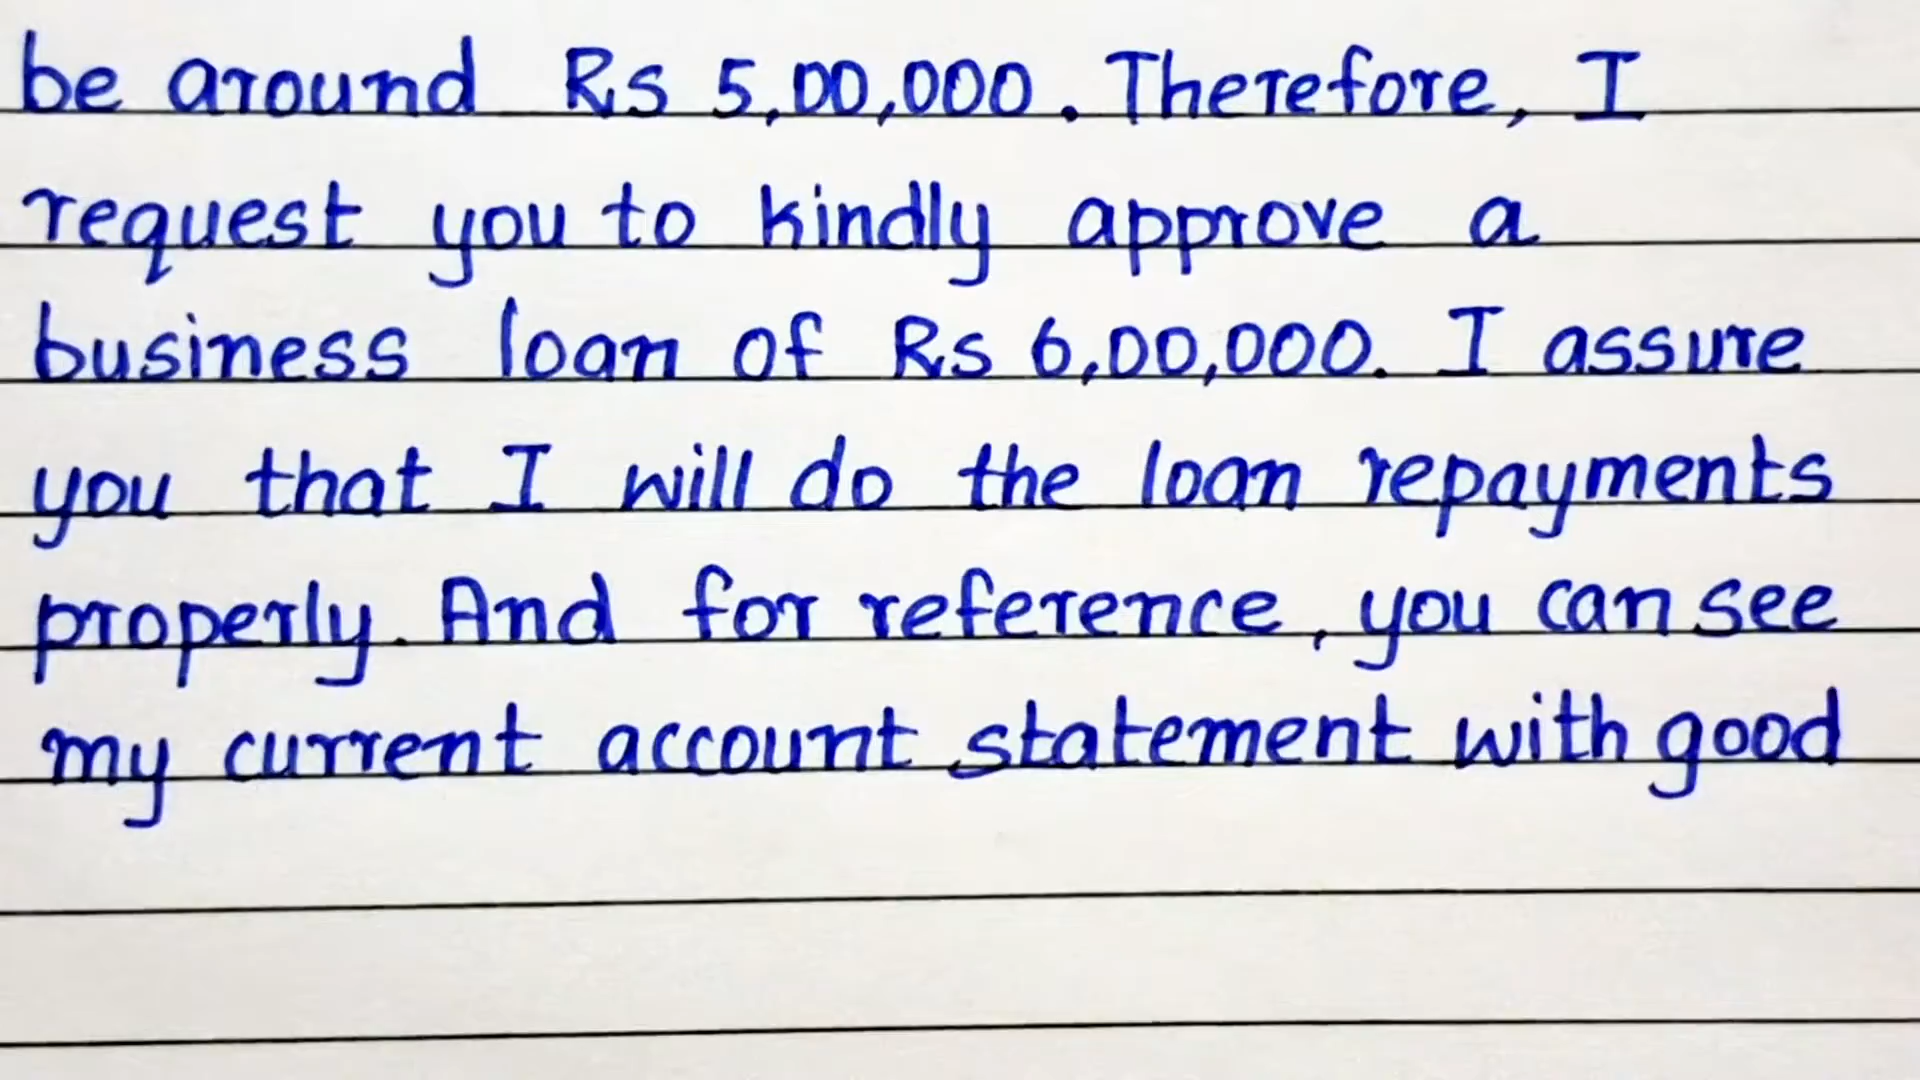 be around Rs 5,00,000. Therefore, I
request you to kindly approve a
business loan of Rs 6,00,000. I assure
you that I will do the loan repayments
properly. And for reference, you can see
my current account statement with good